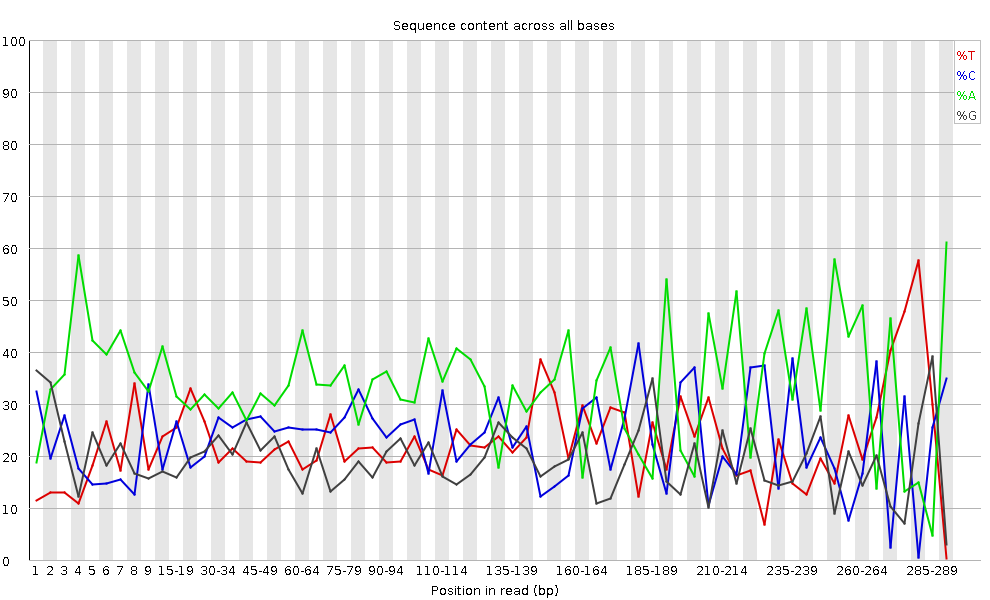 Sequence content across all bases
100
90
80
70
60
50
40
30
20
10
0
%T
%C
%A
%G
1 2 3 4 5 6 7 8 9 15-19 30-34 45-49 60-64 75-79 90-94 110-114 135-139 160-164 185-189 210-214 235-239 260-264 285-289
Position in read (bp)